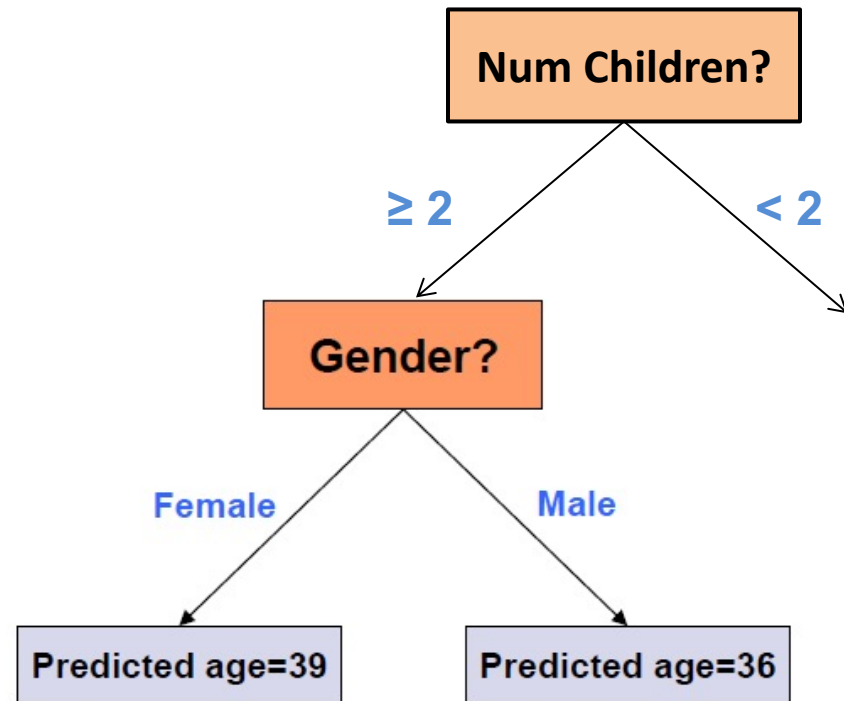 Num Children?
≥ 2
< 2
Gender?
Female
Male
Predicted age=39
Predicted age=36